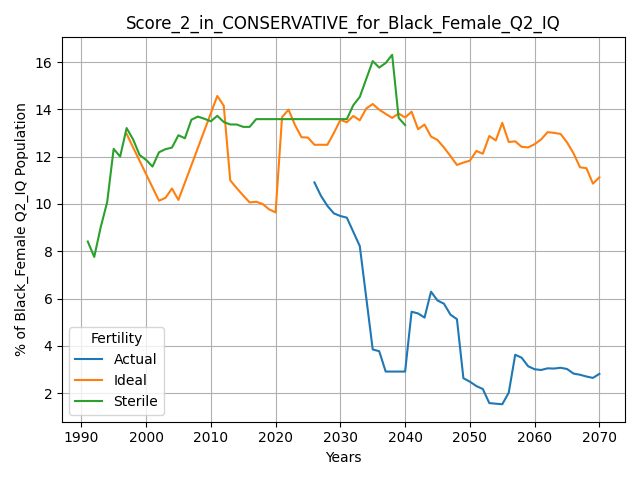 Score_2_in_CONSERVATIVE_for_Black_Female_Q2_IQ
% of Black_Female Q2_IQ Population
16
14
12
10
8
6
4
2
Fertility
Actual
Ideal
Sterile
1990 2000 2010 2020 2030 2040 2050 2060 2070
Years